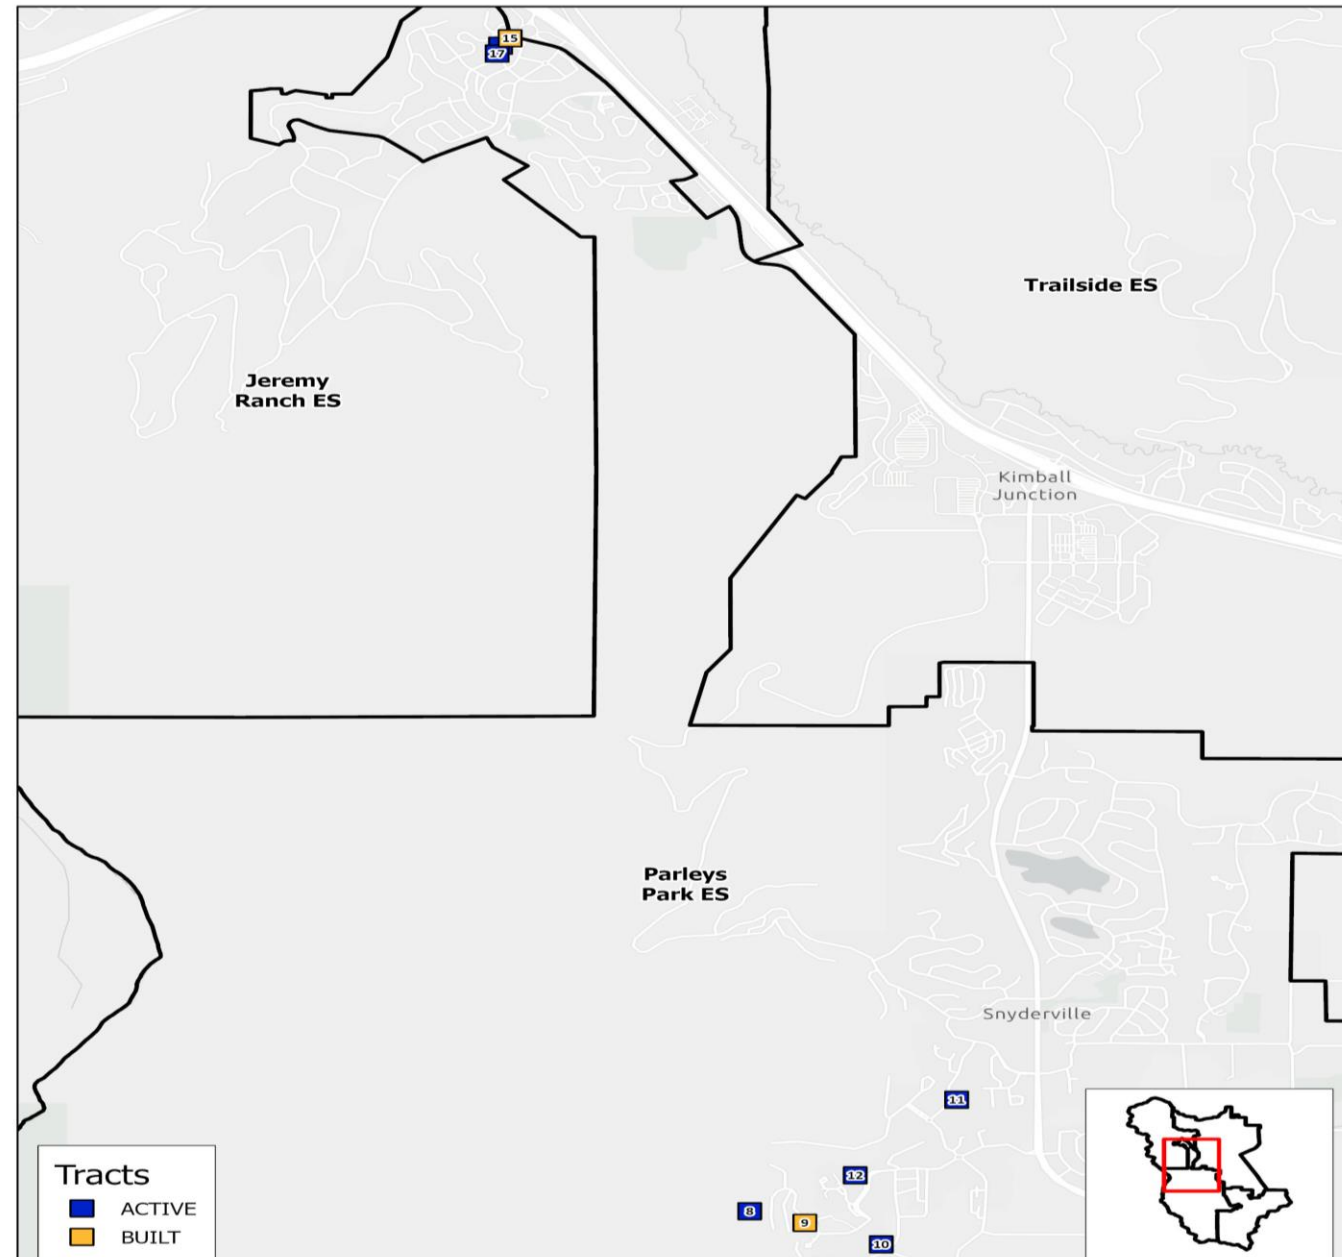 15
17
Trailside ES
Jeremy
Ranch ES
Kimball
Junction
Parleys
Park ES
Snyderville
11
12
8
9
10
Tracts
ACTIVE
BUILT